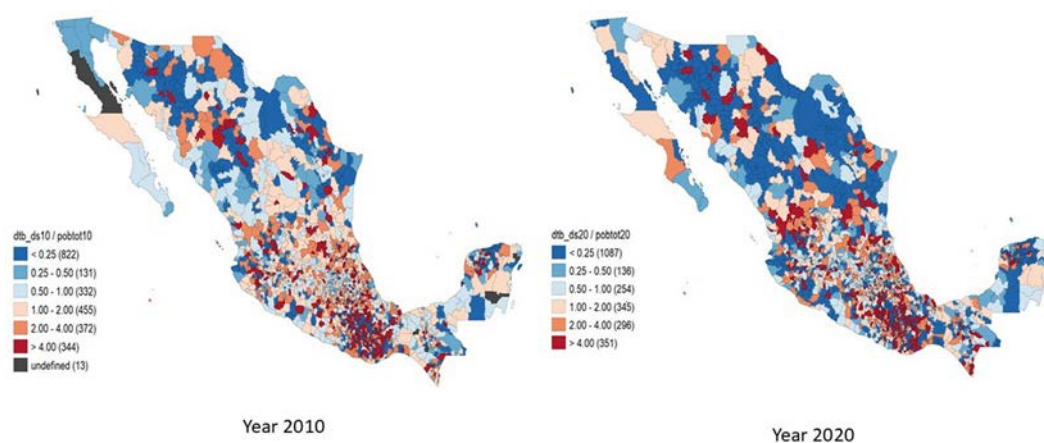 dtb_ds10 / pobtot10
< 0.25 (822)
0.25 - 0.50 (131)
0.50 - 1.00 (332)
1.00 - 2.00 (455)
2.00 - 4.00 (372)
> 4.00 (344)
undefined (13)
Year 2010
dtb_ds20 / pobtot20
< 0.25 (1087)
0.25 - 0.50 (136)
0.50 - 1.00 (254)
1.00 - 2.00 (345)
2.00 - 4.00 (296)
> 4.00 (351)
Year 2020